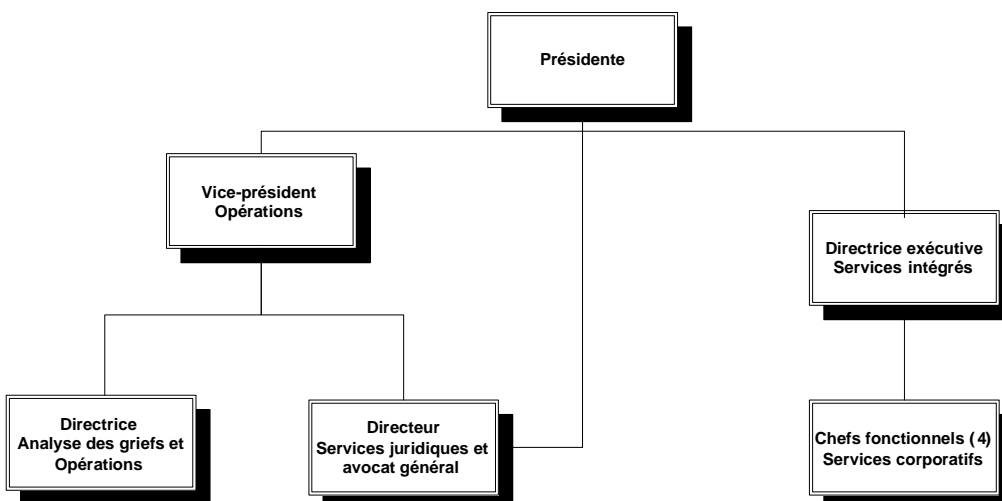 Présidente
Vice-président
Opérations
Directrice exécutive
Services intégrés
Directrice
Analyse des griefs et
Opérations
Directeur
Services juridiques et
avocat général
Chefs fonctionnels (4)
Services corporatifs